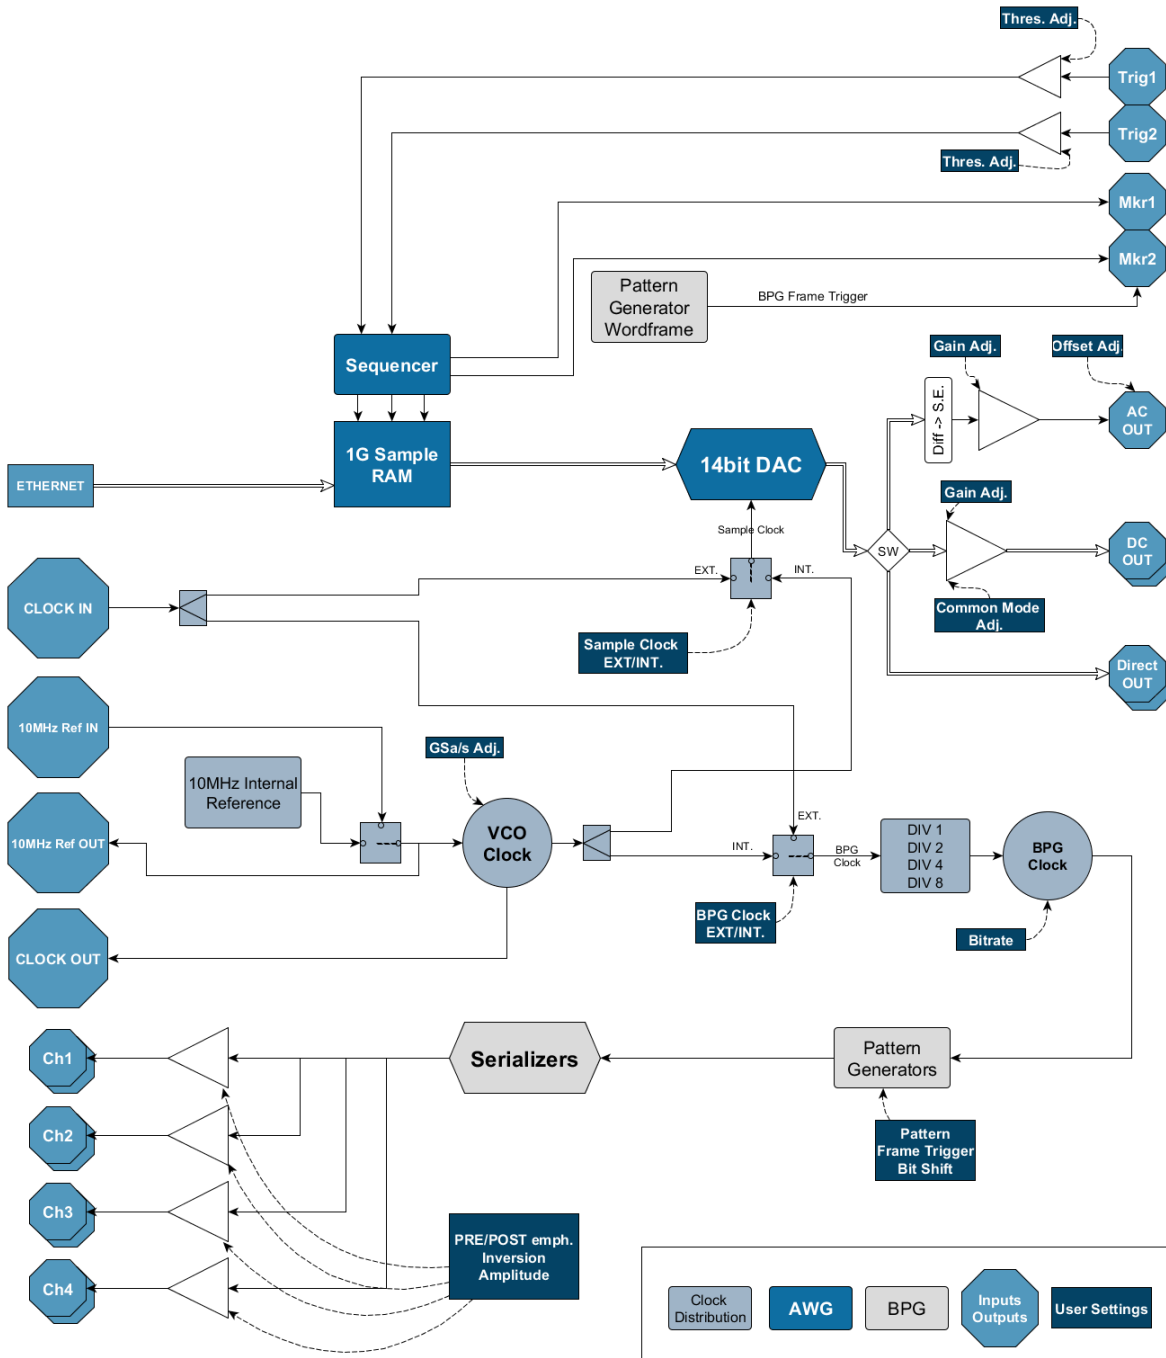 Thres. Adj.
Trig1
Trig2
Thres. Adj.
Mkr1
Mkr2
Pattern
Generator
Wordframe
BPG Frame Trigger
Sequencer
Gain Adj.
Offset Adj.
Diff -> S.E.
AC
OUT
1G Sample
RAM
14bit DAC
ETHERNET
Gain Adj.
Sample Clock
SW
DC
OUT
EXT.
INT.
CLOCK IN
Common Mode
Adj.
Sample Clock
EXT/INT.
Direct
OUT
10MHz Ref IN
GSa/s Adj.
10MHz Internal
Reference
VCO
Clock
EXT.
10MHz Ref OUT
INT.
BPG
Clock
DIV 1
DIV 2
DIV 4
DIV 8
BPG
Clock
BPG Clock
EXT/INT.
Bitrate
CLOCK OUT
Ch1
Serializers
Pattern
Generators
Ch2
Pattern
Frame Trigger
Bit Shift
Ch3
PRE/POST emph.
Inversion
Amplitude
Ch4
Clock
Distribution
AWG
BPG
Inputs
Outputs
User Settings